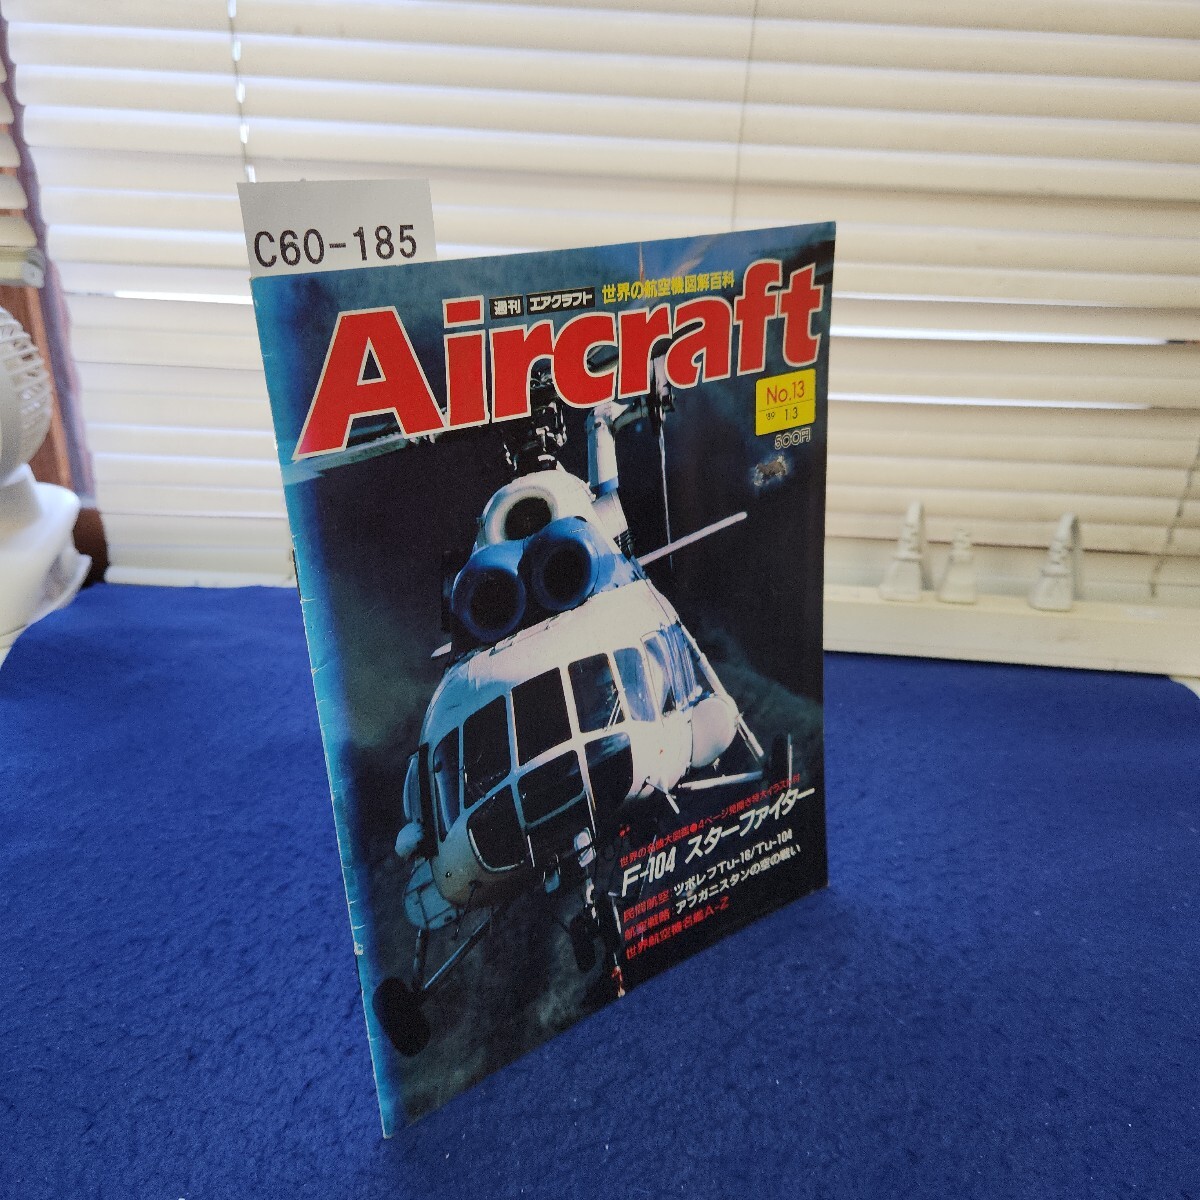 C60-185
週刊 エアクラフト 世界の航空機図解百科
Aircraft
No.13
'89 1.3
500円
世界の名機大図鑑●4ページ見開き特大イラスト
F-104 スターファイター
民間航空:ツポレフTu-16/Tu-104
航空戦略:アフガニスタンの空の戦い
世界航空機名鑑A-Z